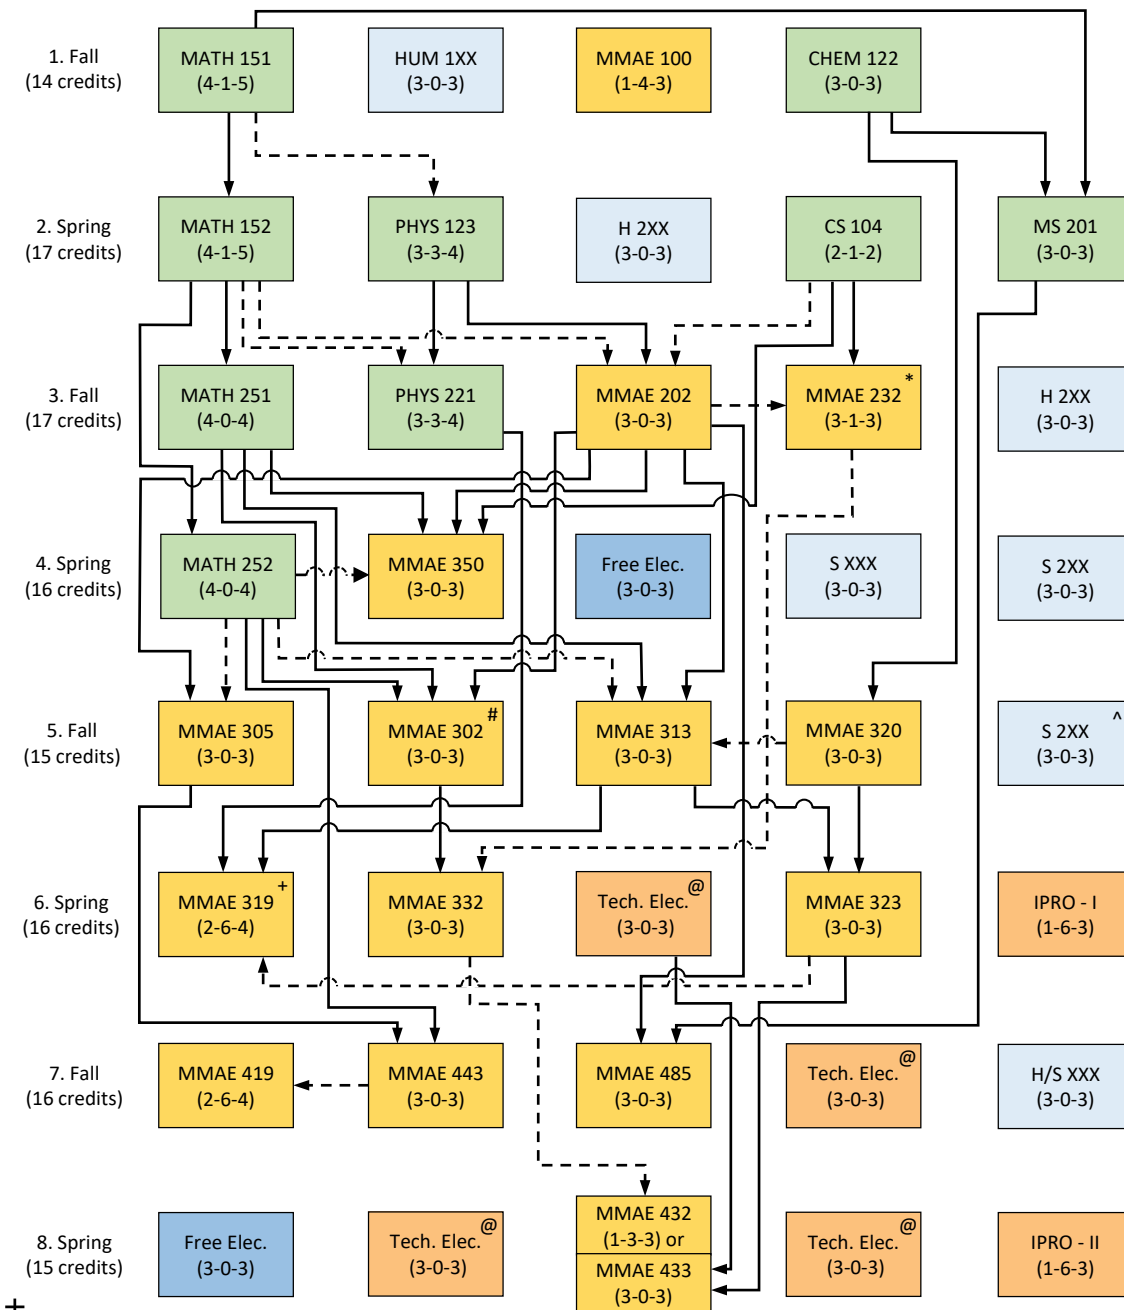 1. Fall
(14 credits)
MATH 151
(4-1-5)
HUM 1XX
(3-0-3)
MMAE 100
(1-4-3)
CHEM 122
(3-0-3)
2. Spring
(17 credits)
MATH 152
(4-1-5)
PHYS 123
(3-3-4)
H 2XX
(3-0-3)
CS 104
(2-1-2)
MS 201
(3-0-3)
3. Fall
(17 credits)
MATH 251
(4-0-4)
PHYS 221
(3-3-4)
MMAE 202
(3-0-3)
MMAE 232 *
(3-1-3)
H 2XX
(3-0-3)
4. Spring
(16 credits)
MATH 252
(4-0-4)
MMAE 350
(3-0-3)
Free Elec.
(3-0-3)
S XXX
(3-0-3)
S 2XX
(3-0-3)
5. Fall
(15 credits)
MMAE 305
(3-0-3)
MMAE 302 #
(3-0-3)
MMAE 313
(3-0-3)
MMAE 320
(3-0-3)
S 2XX ^
(3-0-3)
6. Spring
(16 credits)
MMAE 319 +
(2-6-4)
MMAE 332
(3-0-3)
Tech. Elec. @
(3-0-3)
MMAE 323
(3-0-3)
IPRO - I
(1-6-3)
7. Fall
(16 credits)
MMAE 419
(2-6-4)
MMAE 443
(3-0-3)
MMAE 485
(3-0-3)
Tech. Elec. @
(3-0-3)
H/S XXX
(3-0-3)
8. Spring
(15 credits)
Free Elec.
(3-0-3)
Tech. Elec. @
(3-0-3)
MMAE 432
(1-3-3) or
MMAE 433
(3-0-3)
Tech. Elec. @
(3-0-3)
IPRO - II
(1-6-3)
+